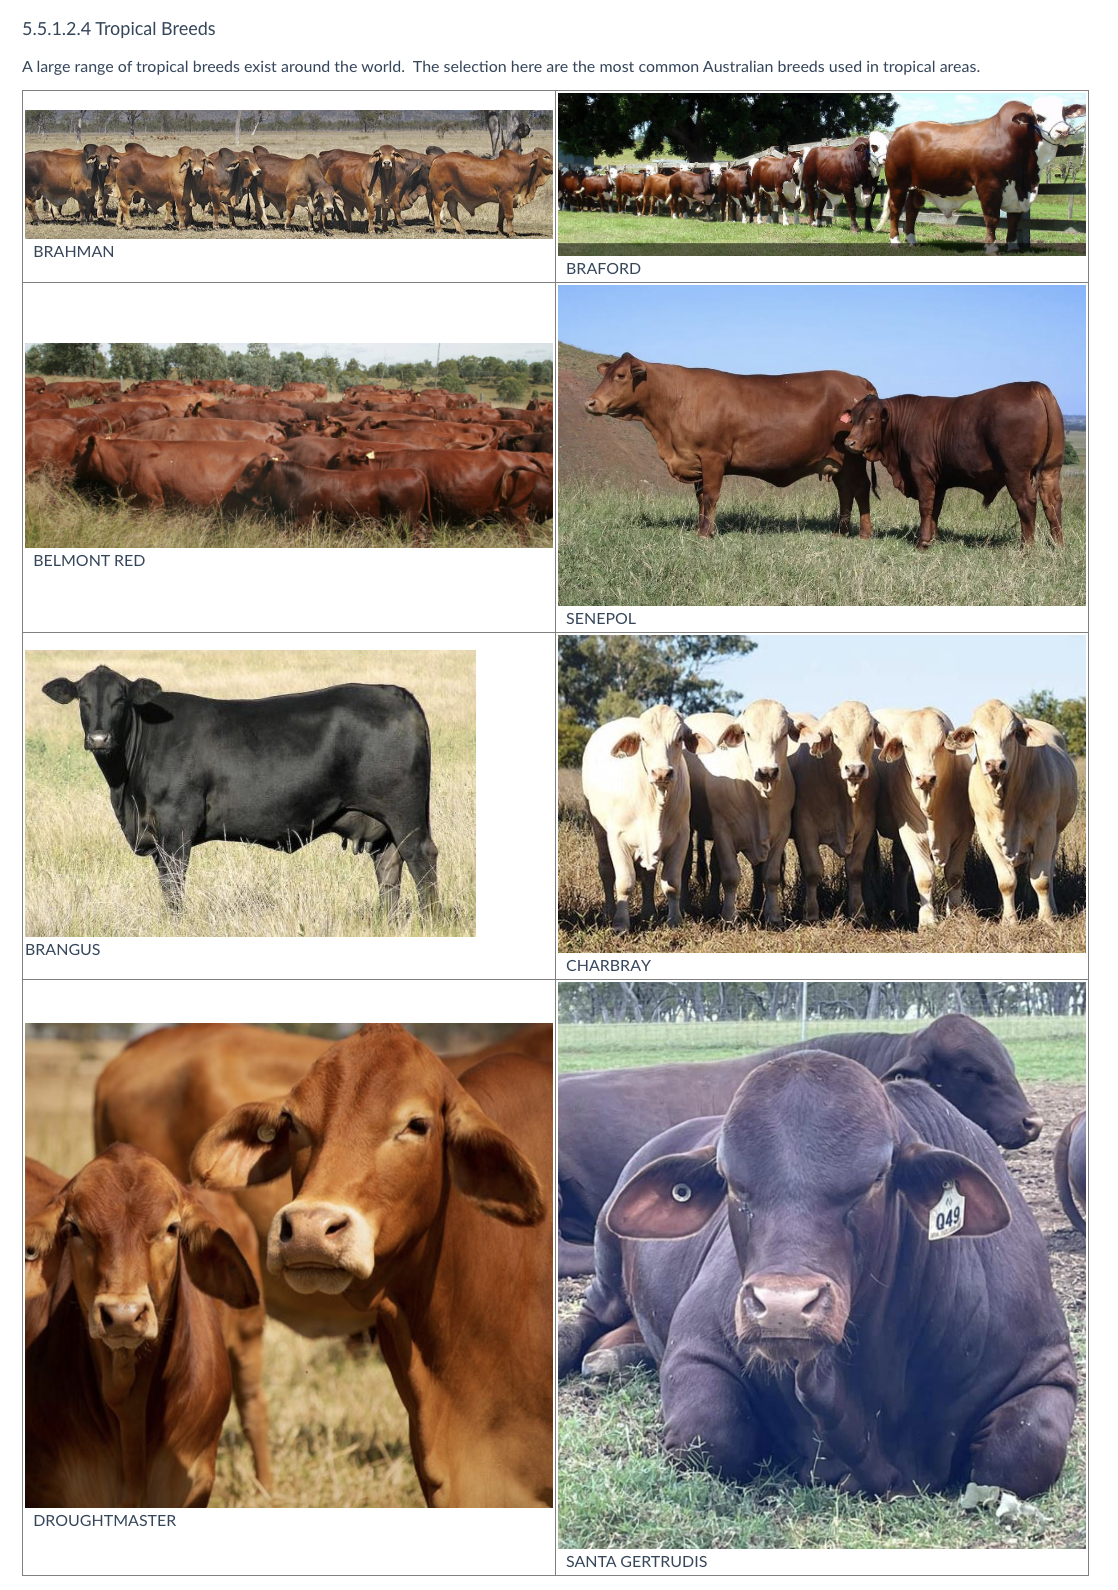 5.5.1.2.4 Tropical Breeds
A large range of tropical breeds exist around the world.  The selection here are the most common Australian breeds used in tropical areas.
BRAHMAN
BRAFORD
BELMONT RED
SENEPOL
BRANGUS
CHARBRAY
DROUGHTMASTER
Q49
SANTA GERTRUDIS